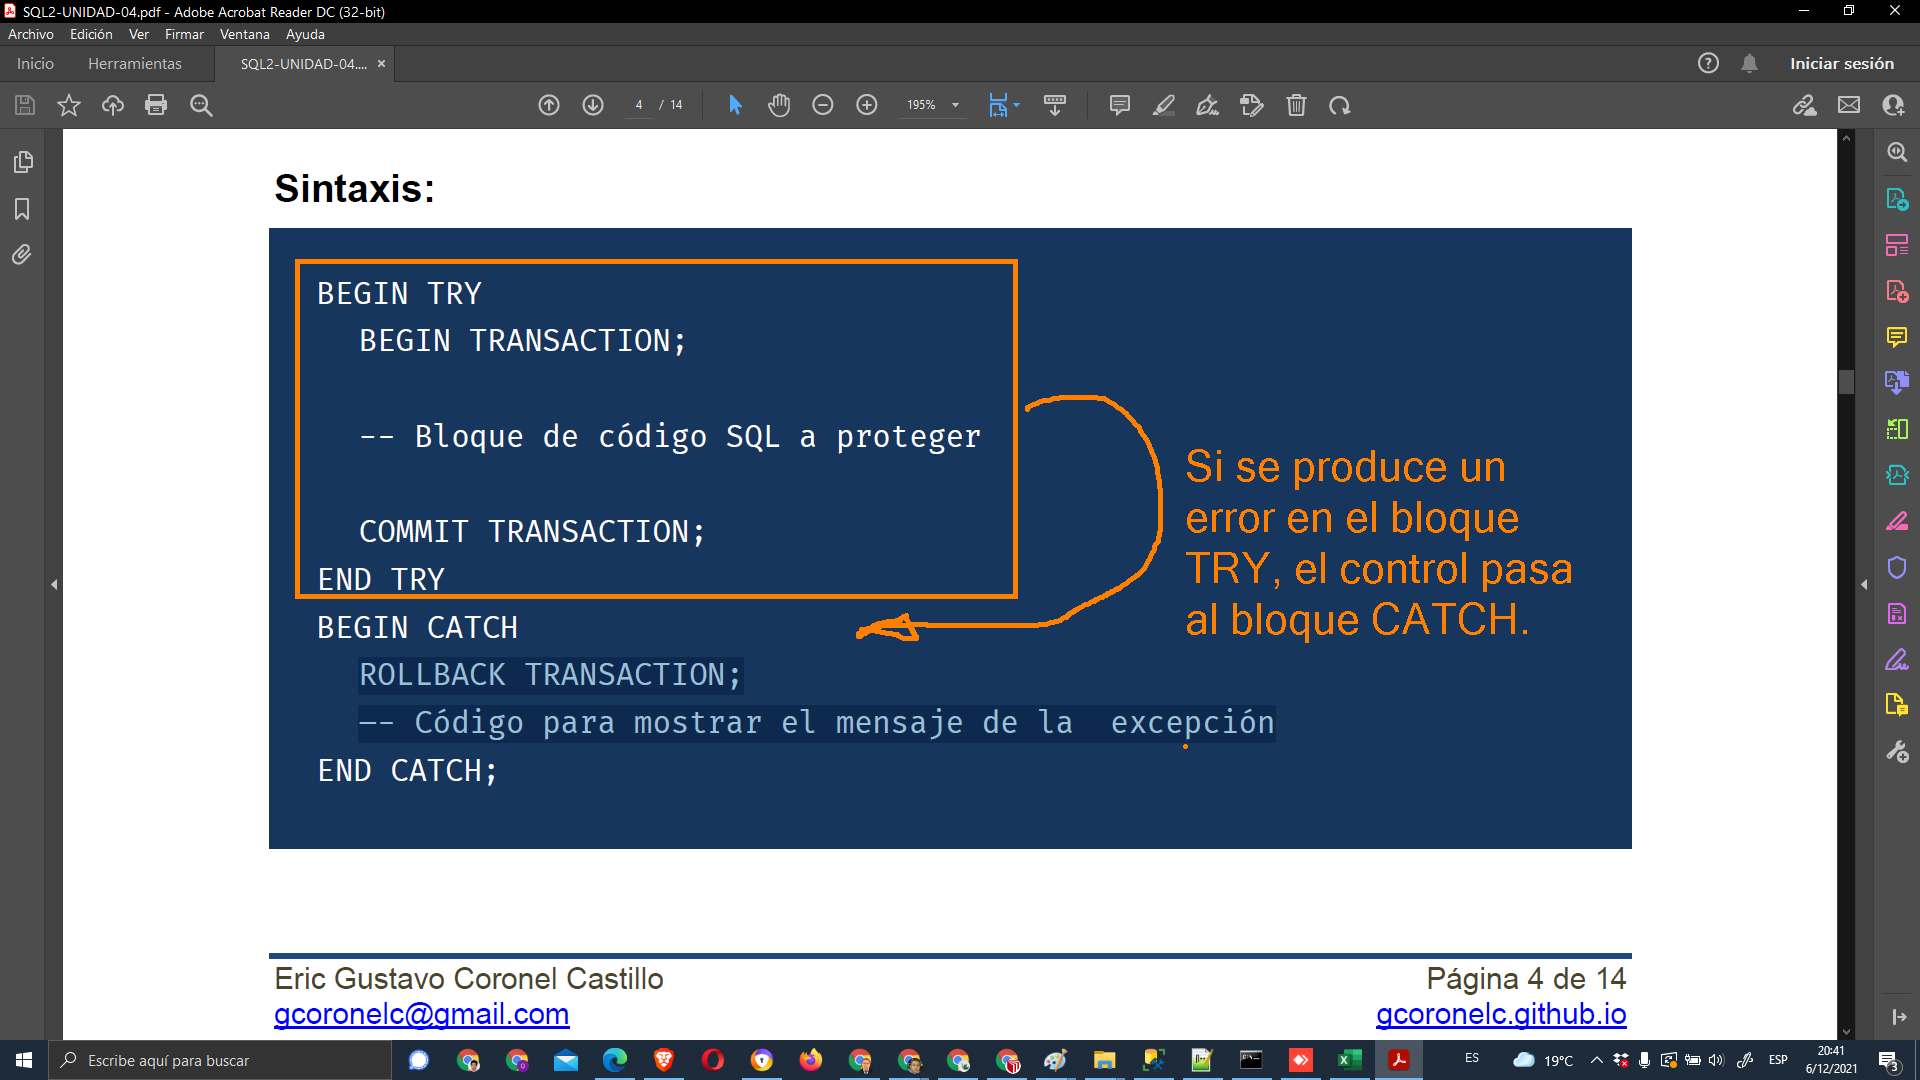 SQL2-UNIDAD-04.pdf - Adobe Acrobat Reader DC (32-bit)
Archivo Edición Ver Firmar Ventana Ayuda
Inicio Herramientas SQL2-UNIDAD-04.... × Iniciar sesión
4 / 14 195%
Sintaxis:
BEGIN TRY
BEGIN TRANSACTION;
-- Bloque de código SQL a proteger
COMMIT TRANSACTION;
END TRY
BEGIN CATCH
ROLLBACK TRANSACTION;
-- Código para mostrar el mensaje de la excepción
END CATCH;
Si se produce un
error en el bloque
TRY, el control pasa
al bloque CATCH.
Eric Gustavo Coronel Castillo Página 4 de 14
gcoronelc@gmail.com gcoronelc.github.io
Escribe aquí para buscar
ES 19°C ESP
20:41
6/12/2021
3